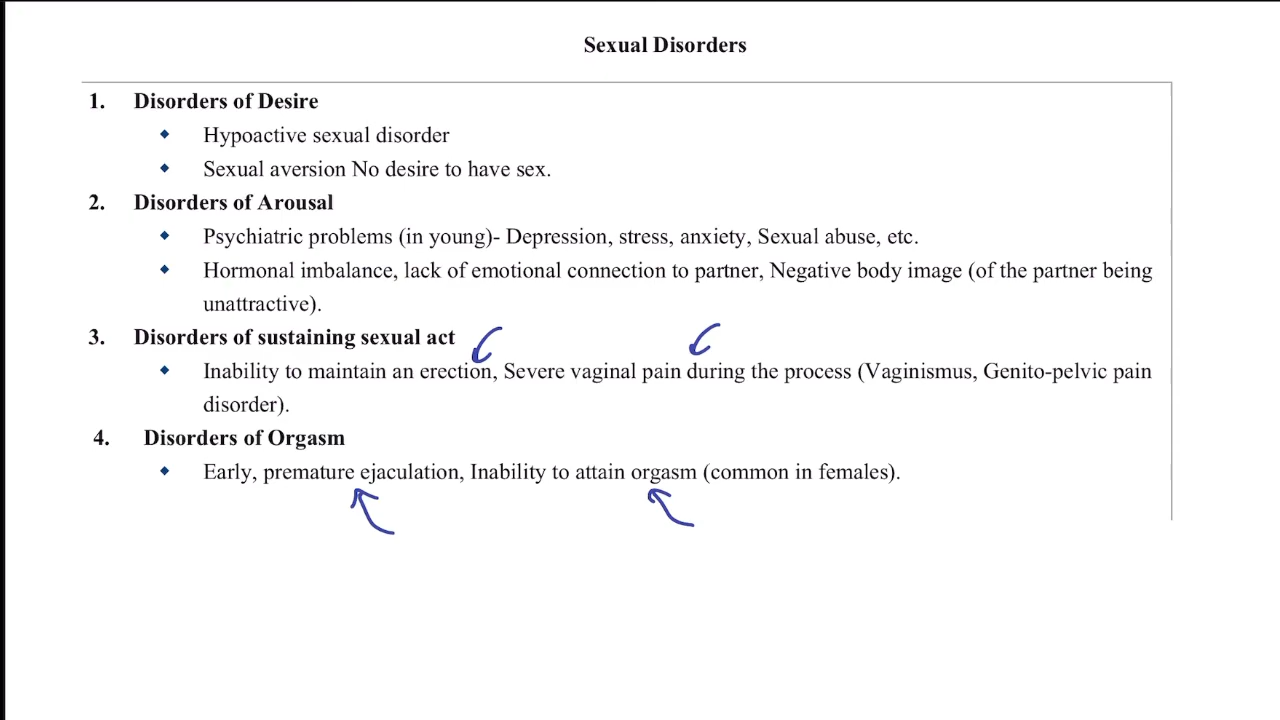 Sexual Disorders
1. Disorders of Desire
◆ Hypoactive sexual disorder
◆ Sexual aversion No desire to have sex.
2. Disorders of Arousal
◆ Psychiatric problems (in young)- Depression, stress, anxiety, Sexual abuse, etc.
◆ Hormonal imbalance, lack of emotional connection to partner, Negative body image (of the partner being
unattractive).
3. Disorders of sustaining sexual act
◆ Inability to maintain an erection, Severe vaginal pain during the process (Vaginismus, Genito-pelvic pain
disorder).
4. Disorders of Orgasm
◆ Early, premature ejaculation, Inability to attain orgasm (common in females).